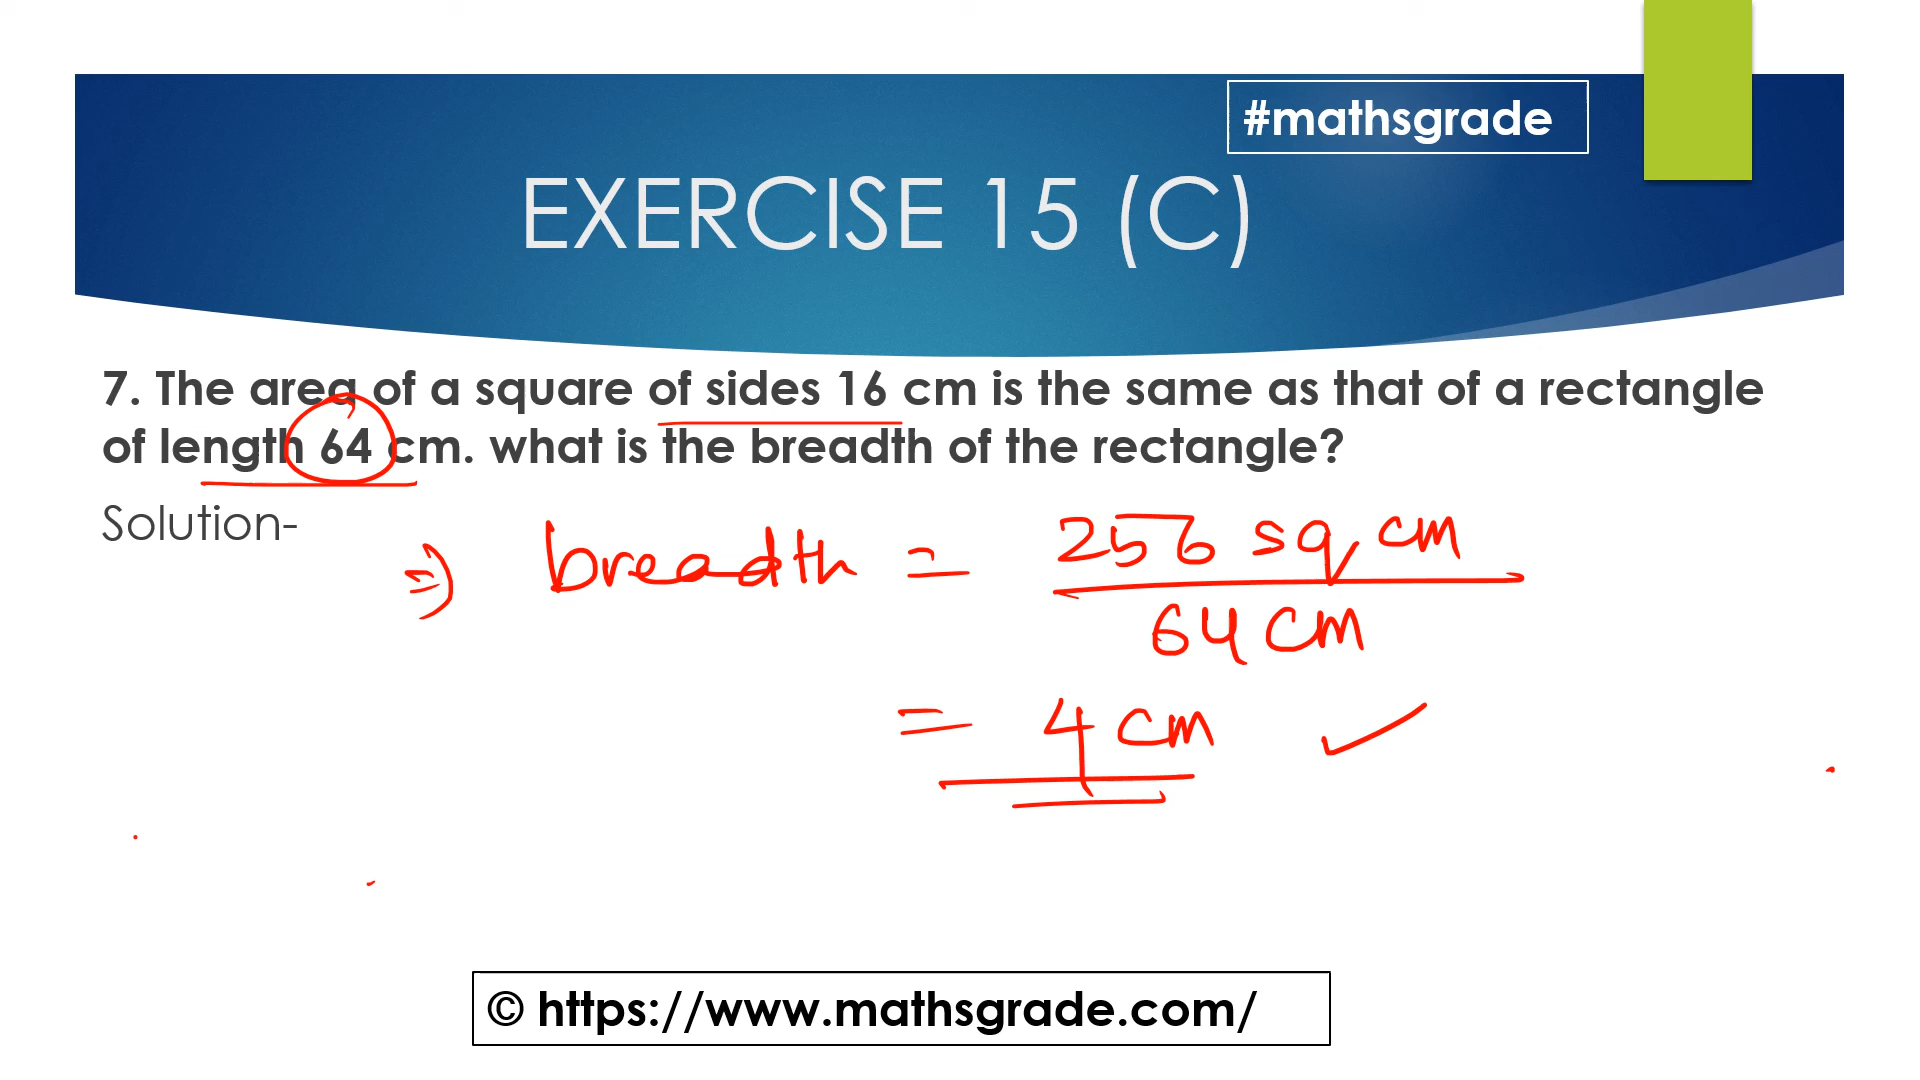 #mathsgrade
EXERCISE 15 (C)
7. The area of a square of sides 16 cm is the same as that of a rectangle
of length 64 cm. what is the breadth of the rectangle?
Solution-
⇒ breadth = 256 sq cm
64 cm
= 4 cm ✓
© https://www.mathsgrade.com/